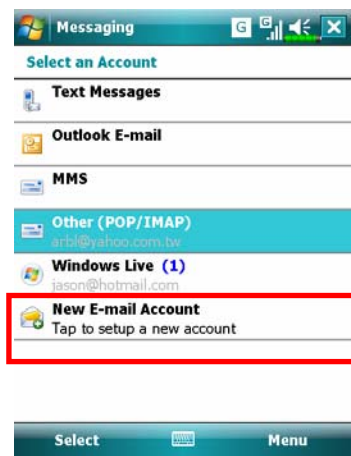 Messaging
G
G
Select an Account
Text Messages
Outlook E-mail
MMS
Other (POP/IMAP)
arbl@yahoo.com.tw
Windows Live (1)
jason@hotmail.com
New E-mail Account
Tap to setup a new account
Select
Menu